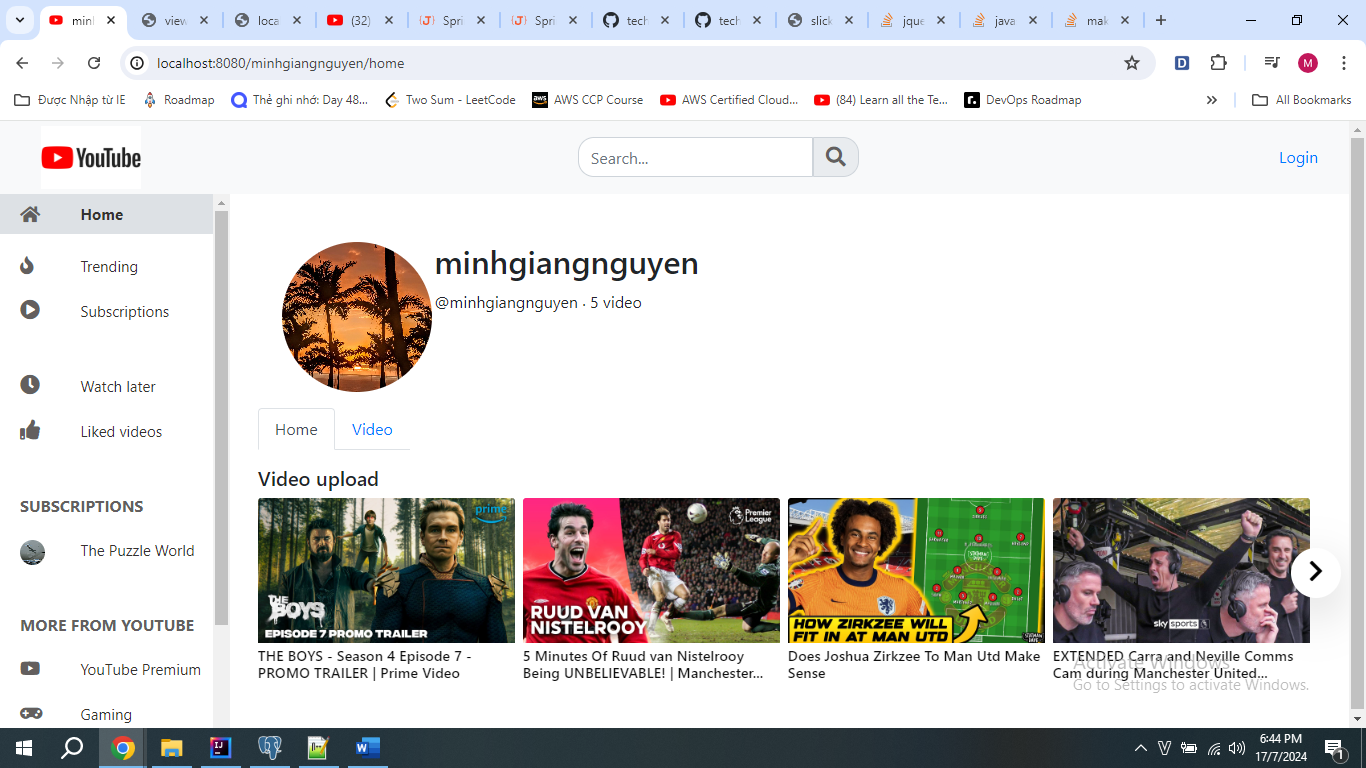 minl
view
loca
(32)
Spri
Spri
tech
tech
slick
jque
java
mak
localhost:8080/minhgiangnguyen/home
D
M
Được Nhập từ IE
Roadmap
Thẻ ghi nhớ: Day 48...
Two Sum - LeetCode
aws AWS CCP Course
AWS Certified Cloud...
(84) Learn all the Te...
DevOps Roadmap
All Bookmarks
YouTube
Search...
Login
Home
Trending
Subscriptions
Watch later
Liked videos
SUBSCRIPTIONS
The Puzzle World
MORE FROM YOUTUBE
YouTube Premium
Gaming
minhgiangnguyen
@minhgiangnguyen · 5 video
Home
Video
Video upload
prime
THE BOYS
EPISODE 7 PROMO TRAILER
THE BOYS - Season 4 Episode 7 -
PROMO TRAILER | Prime Video
Premier
League
RUUD VAN
NISTELROOY
5 Minutes Of Ruud van Nistelrooy
Being UNBELIEVABLE! | Manchester...
HOW ZIRKZEE WILL
FIT IN AT MAN UTD
Does Joshua Zirkzee To Man Utd Make
Sense
sky sports
EXTENDED Carra and Neville Comms
Cam during Manchester United...
Activate Windows
Go to Settings to activate Windows.
6:44 PM
17/7/2024
1